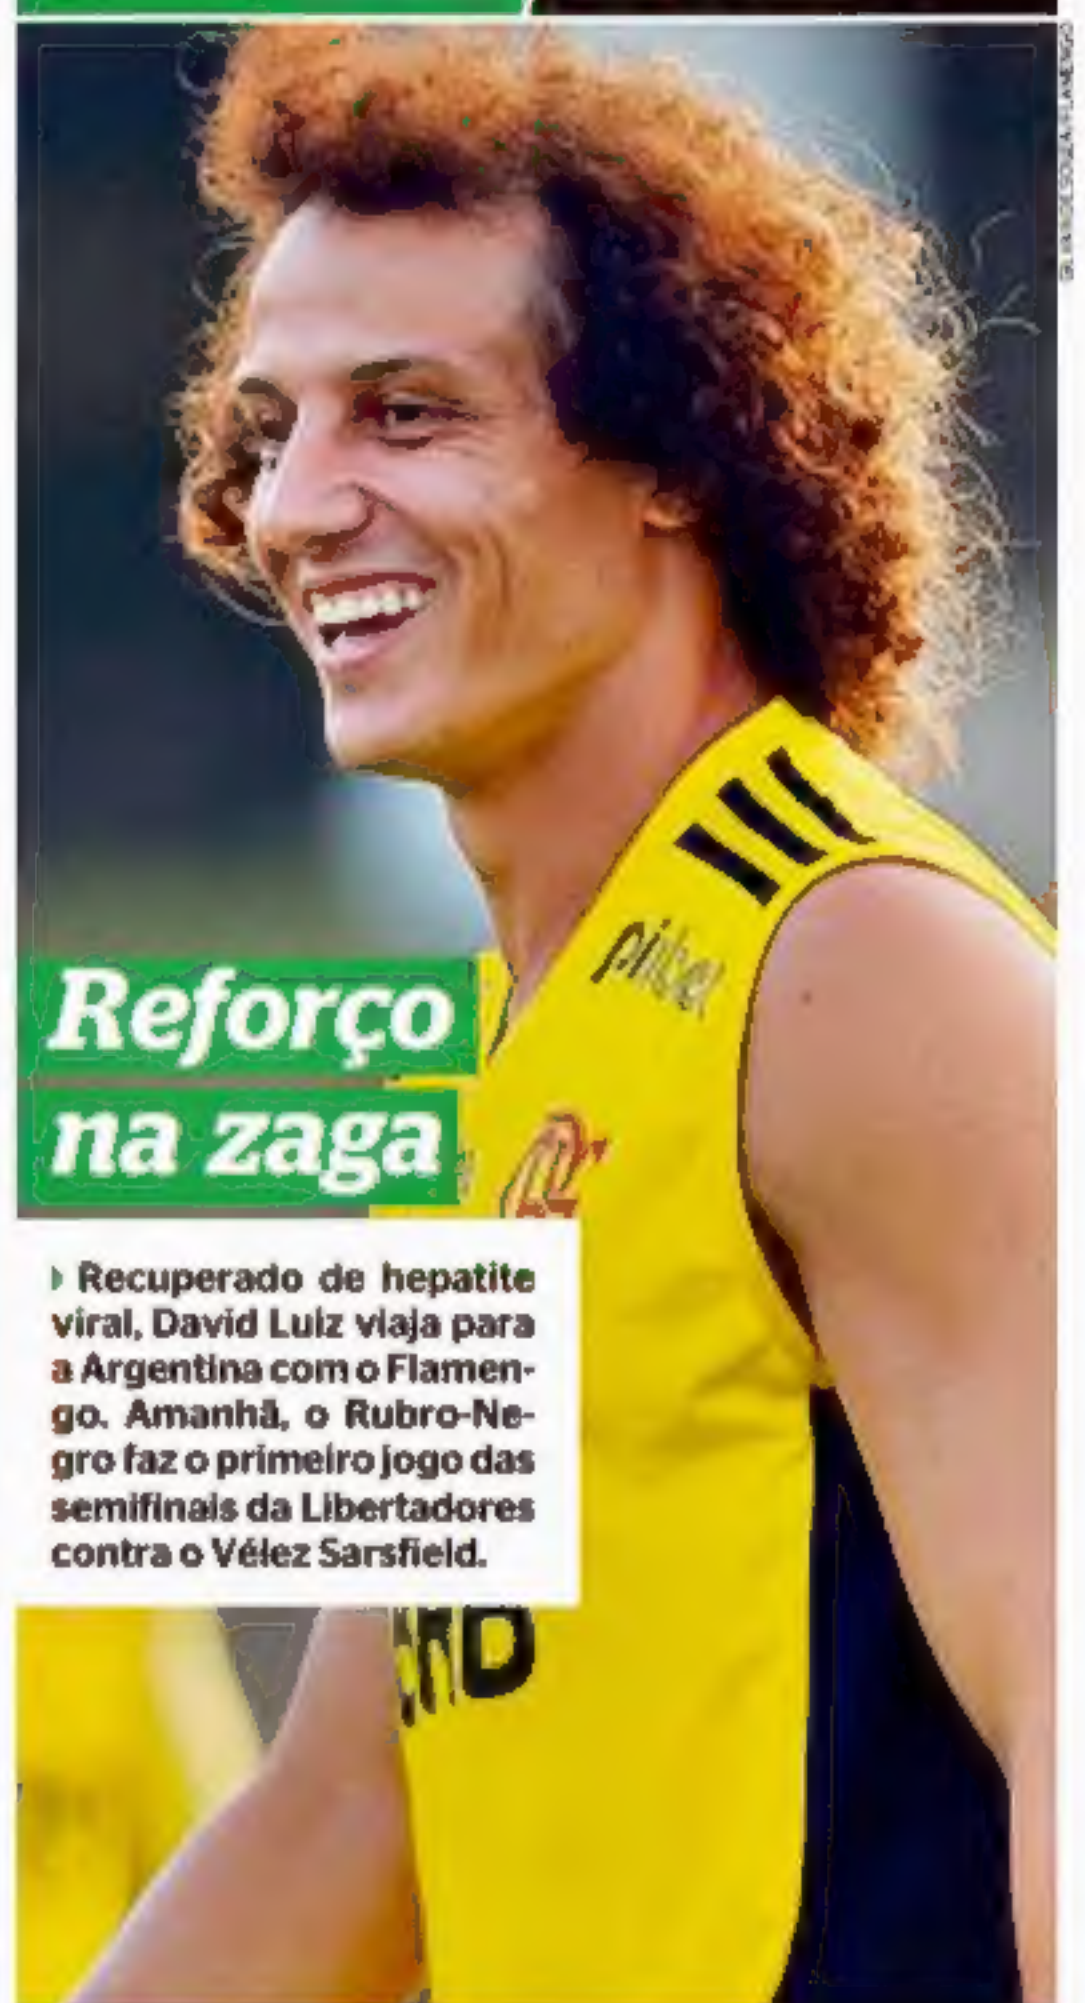 Reforço
na zaga
Recuperado de hepatite
viral, David Luiz viaja para
a Argentina com o Flamen-
go. Amanhã, o Rubro-Ne-
gro faz o primeiro jogo das
semifinais da Libertadores
contra o Vélez Sarsfield.